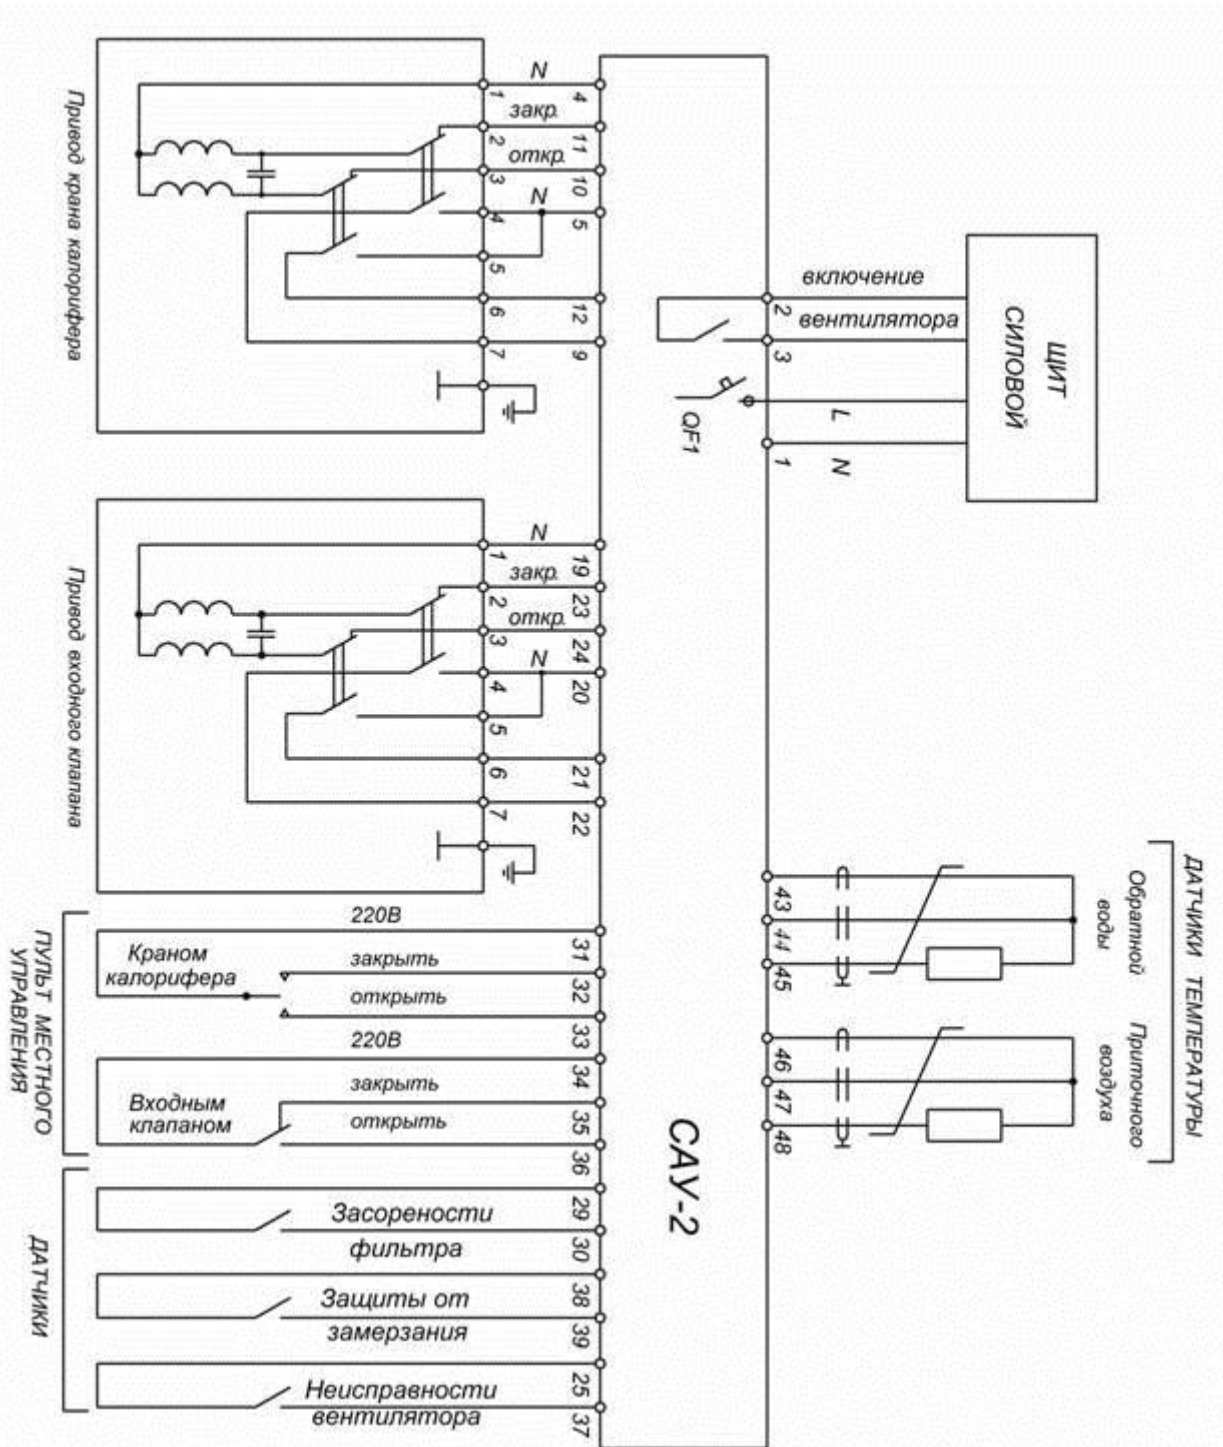 Привод крана калорифера
N
1
4
закр.
2
11
откр.
3
10
N
4
5
5
6
12
7
9
включение
2
вентилятора
3
L
QF1
N
1
ЩИТ
СИЛОВОЙ
Привод входного клапана
N
1
19
закр.
2
23
откр.
3
24
N
4
20
5
6
21
7
22
ДАТЧИКИ ТЕМПЕРАТУРЫ
Обратной
воды
43
44
45
Приточного
воздуха
46
47
48
САУ-2
ПУЛЬТ МЕСТНОГО
УПРАВЛЕНИЯ
220В
31
Краном
калорифера
закрыть
32
открыть
33
220В
34
закрыть
Входным
клапаном
35
открыть
36
ДАТЧИКИ
29
Засорености
30
фильтра
38
Защиты от
39
замерзания
25
Неисправности
вентилятора
37